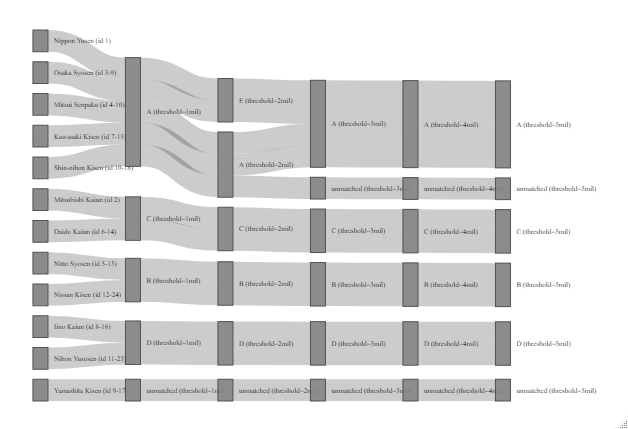 Nippon Yusen (id 1)
Osaka Syosen (id 3-9)
Mitsui Senpaku (id 4-10)
Kawasaki Kisen (id 7-15)
Shin-nihon Kisen (id 10-18)
Mitsubishi Kaiun (id 2)
Daido Kaiun (id 6-14)
Nitto Syosen (id 5-13)
Nissan Kisen (id 12-24)
Iino Kaiun (id 8-16)
Nihon Yusosen (id 11-23)
Yamashita Kisen (id 9-17)
A (threshold=1mil)
C (threshold=1mil)
B (threshold=1mil)
D (threshold=1mil)
unmatched (threshold=1mil)
E (threshold=2mil)
A (threshold=2mil)
C (threshold=2mil)
B (threshold=2mil)
D (threshold=2mil)
unmatched (threshold=2mil)
A (threshold=3mil)
unmatched (threshold=3mil)
C (threshold=3mil)
B (threshold=3mil)
D (threshold=3mil)
unmatched (threshold=3mil)
A (threshold=4mil)
unmatched (threshold=4mil)
C (threshold=4mil)
B (threshold=4mil)
D (threshold=4mil)
unmatched (threshold=4mil)
A (threshold=5mil)
unmatched (threshold=5mil)
C (threshold=5mil)
B (threshold=5mil)
D (threshold=5mil)
unmatched (threshold=5mil)